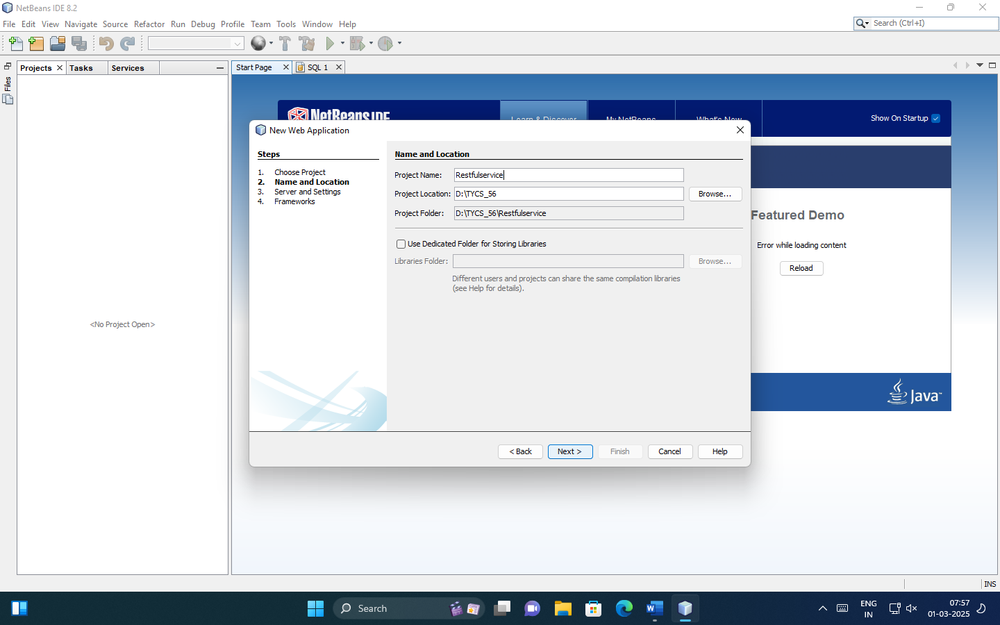 NetBeans IDE 8.2
File Edit View Navigate Source Refactor Run Debug Profile Team Tools Window Help
Search (Ctrl+I)
Files
Projects Tasks Services
Start Page SQL 1
NetBeans IDE
Learn & Discover My NetBeans What's New
Show On Startup
New Web Application
Steps
1. Choose Project
2. Name and Location
3. Server and Settings
4. Frameworks
Name and Location
Project Name: Restfulservice
Project Location: D:\TYCS_56 Browse...
Project Folder: D:\TYCS_56\Restfulservice
Use Dedicated Folder for Storing Libraries
Libraries Folder: Browse...
Different users and projects can share the same compilation libraries
(see Help for details).
< Back Next > Finish Cancel Help
<No Project Open>
Featured Demo
Error while loading content
Reload
Java™
INS
Search
ENG
IN
07:57
01-03-2025